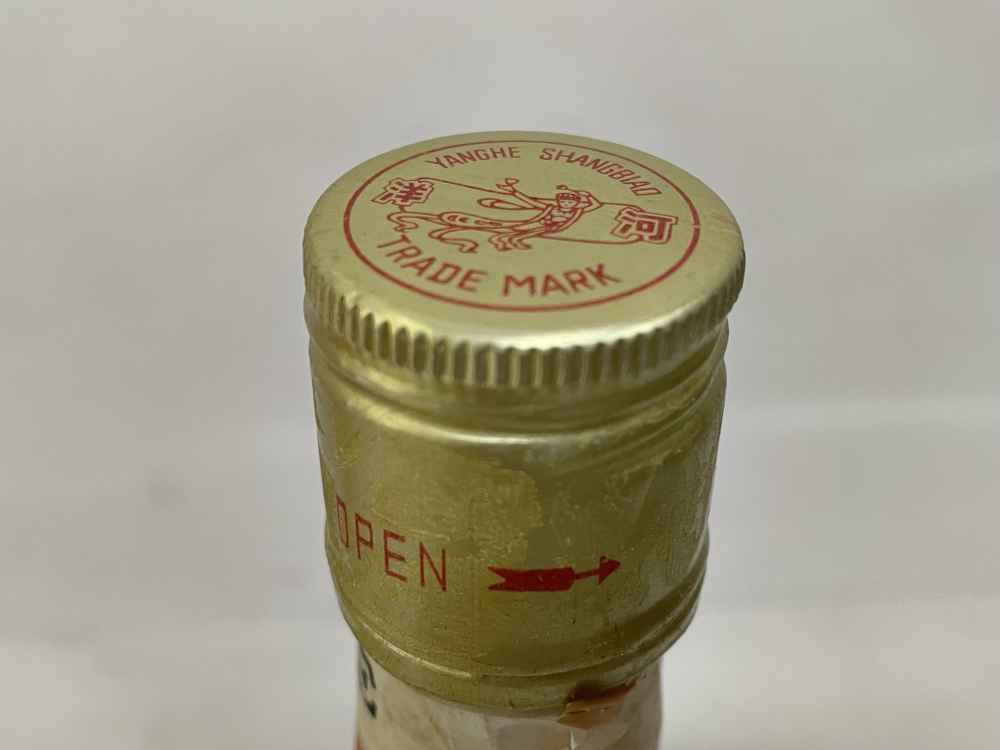 YANGHE SHANGBIAO
洋 河
TRADE MARK
OPEN